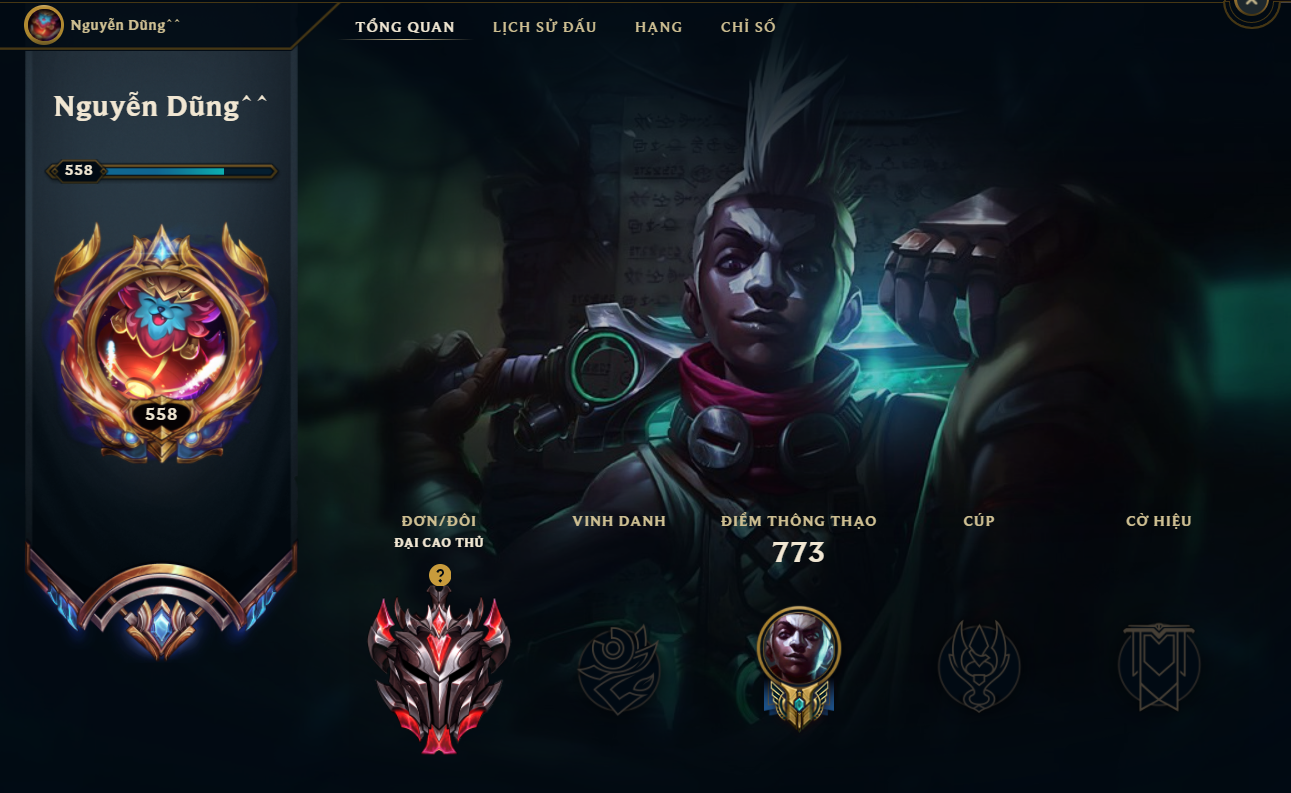 Nguyễn Dũng^^
TỔNG QUAN
LỊCH SỬ ĐẤU
HẠNG
CHỈ SỐ
Nguyễn Dũng^^
558
558
ĐƠN/ĐÔI
ĐẠI CAO THỦ
?
VINH DANH
ĐIỂM THÔNG THẠO
773
CÚP
CỜ HIỆU